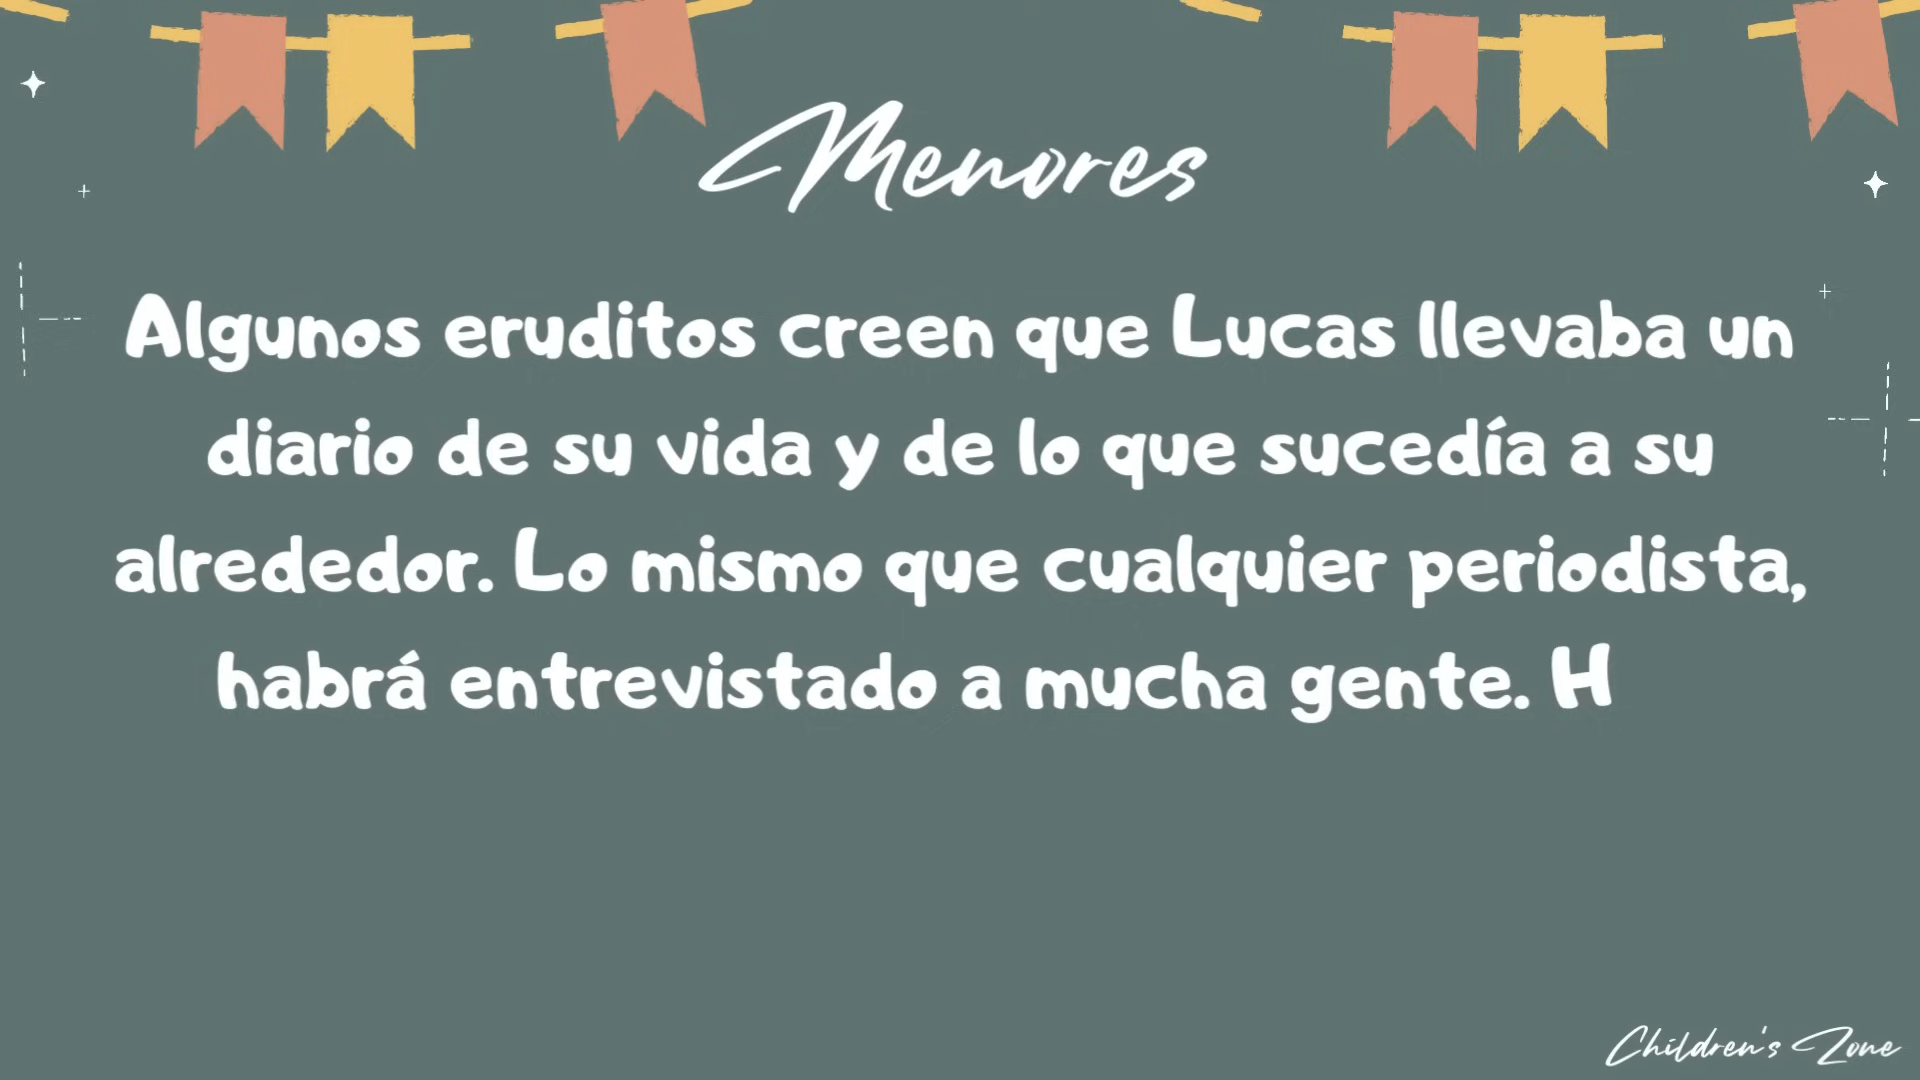 Menores
Algunos eruditos creen que Lucas llevaba un
diario de su vida y de lo que sucedía a su
alrededor. Lo mismo que cualquier periodista,
habrá entrevistado a mucha gente. H
Children's Zone